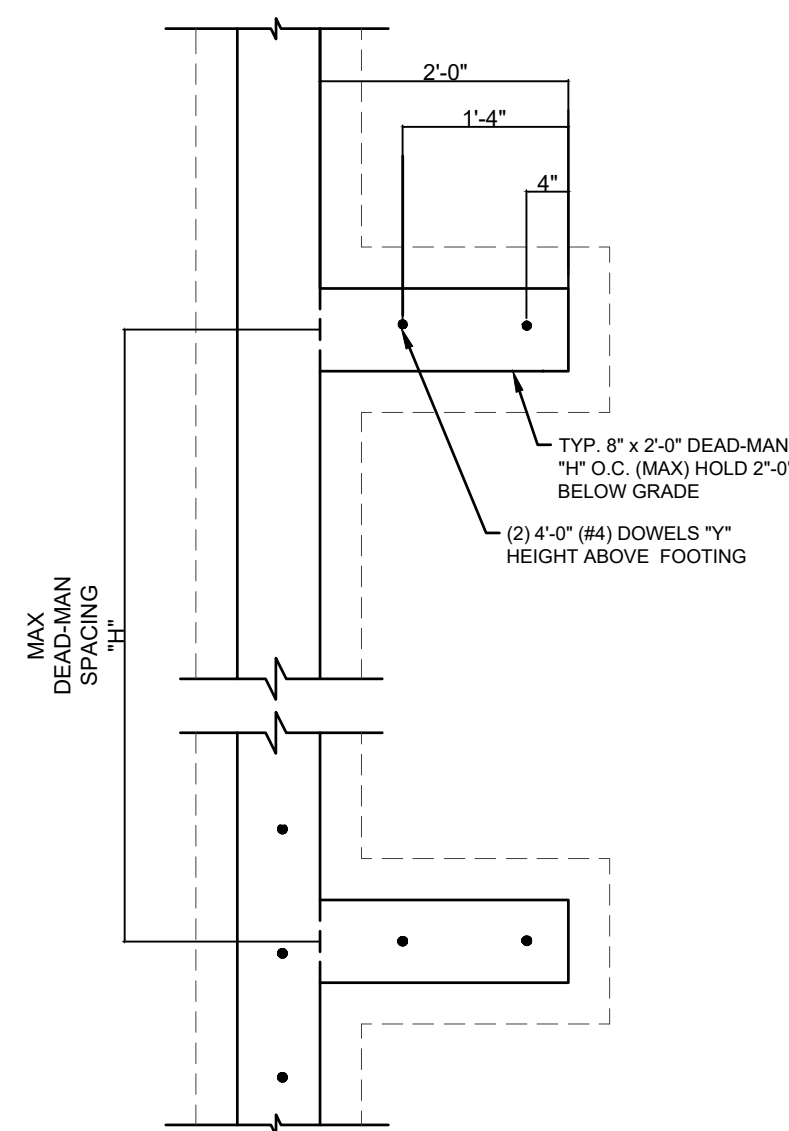 2'-0"
1'-4"
4"
TYP. 8" x 2'-0" DEAD-MAN
"H" O.C. (MAX) HOLD 2"-0'
BELOW GRADE
(2) 4'-0" (#4) DOWELS "Y"
HEIGHT ABOVE FOOTING
MAX
DEAD-MAN
SPACING
"H"